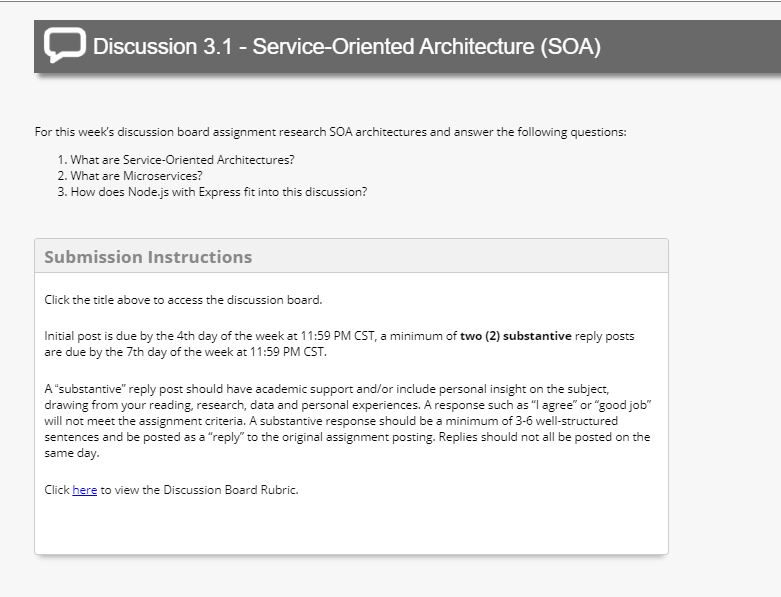 Discussion 3.1 - Service-Oriented Architecture (SOA)
For this week's discussion board assignment research SOA architectures and answer the following questions:
1. What are Service-Oriented Architectures?
2. What are Microservices?
3. How does Node.js with Express fit into this discussion?
Submission Instructions
Click the title above to access the discussion board.
Initial post is due by the 4th day of the week at 11:59 PM CST, a minimum of two (2) substantive reply posts
are due by the 7th day of the week at 11:59 PM CST.
A "substantive" reply post should have academic support and/or include personal insight on the subject,
drawing from your reading, research, data and personal experiences. A response such as "I agree" or "good job"
will not meet the assignment criteria. A substantive response should be a minimum of 3-6 well-structured
sentences and be posted as a "reply" to the original assignment posting. Replies should not all be posted on the
same day.
Click here to view the Discussion Board Rubric.